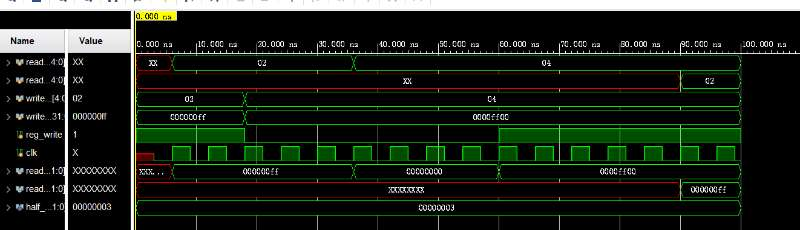 0.000 ns
Name Value 0.000 ns 10.000 ns 20.000 ns 30.000 ns 40.000 ns 50.000 ns 60.000 ns 70.000 ns 80.000 ns 90.000 ns 100.000 ns
read...4:0] XX XX 02 04
read...4:0] XX XX 02
write...[4:0 02 03 04
write...31: 000000ff 000000ff 0000ff00
reg_write 1
clk X
read...1:0] XXXXXXXX XXX... 000000ff 00000000 0000ff00
read...1:0] XXXXXXXX XXXXXXXX 000000ff
half_...1:0 00000003 00000003